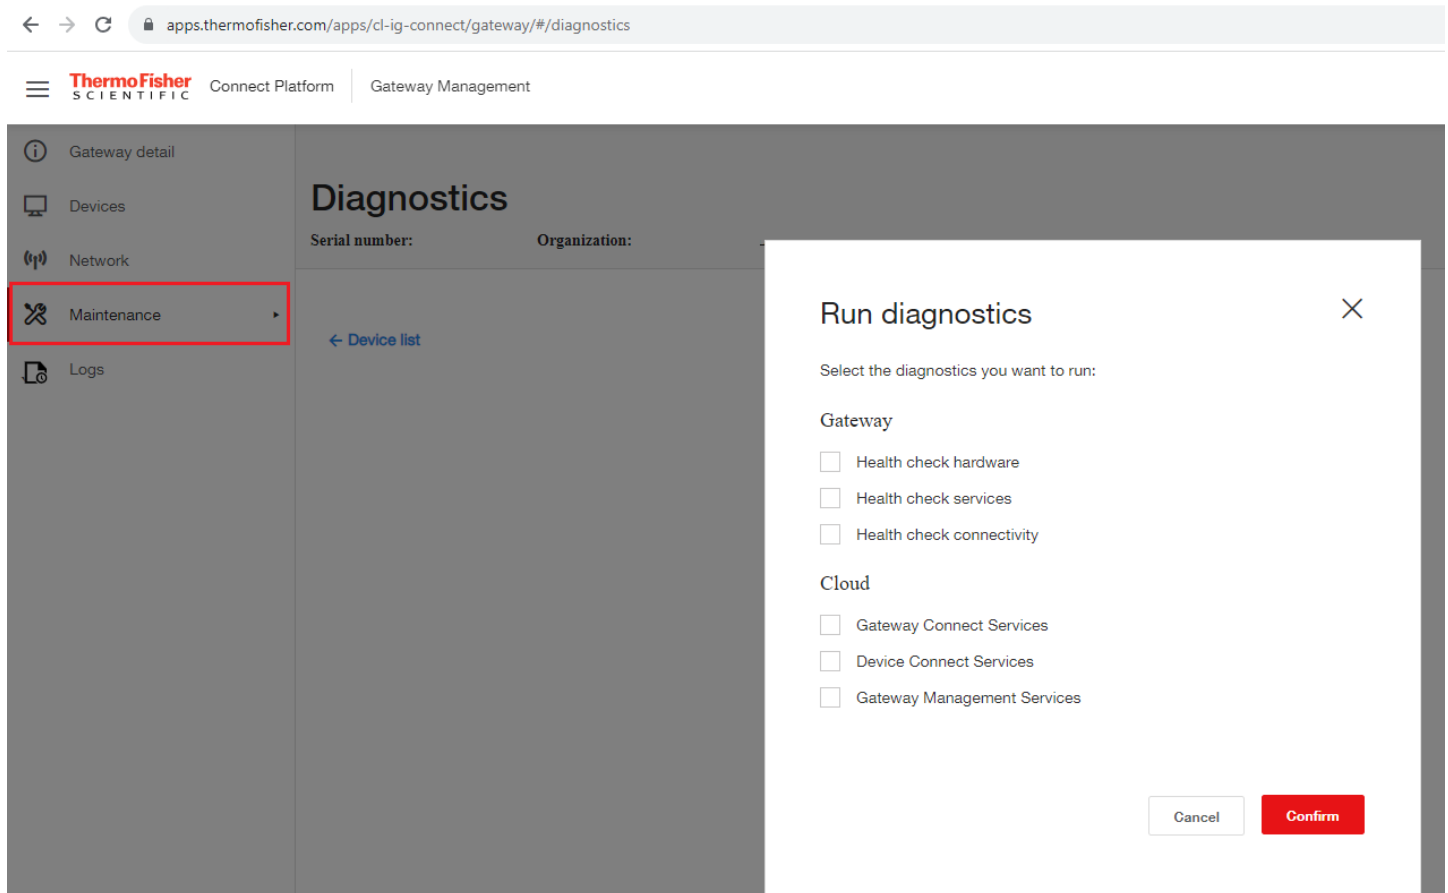 apps.thermofisher.com/apps/cl-ig-connect/gateway/#/diagnostics
ThermoFisher
SCIENTIFIC
Connect Platform
Gateway Management
Gateway detail
Devices
Network
Maintenance
Logs
Diagnostics
Serial number:
Organization:
← Device list
Run diagnostics
Select the diagnostics you want to run:
Gateway
Health check hardware
Health check services
Health check connectivity
Cloud
Gateway Connect Services
Device Connect Services
Gateway Management Services
Cancel
Confirm